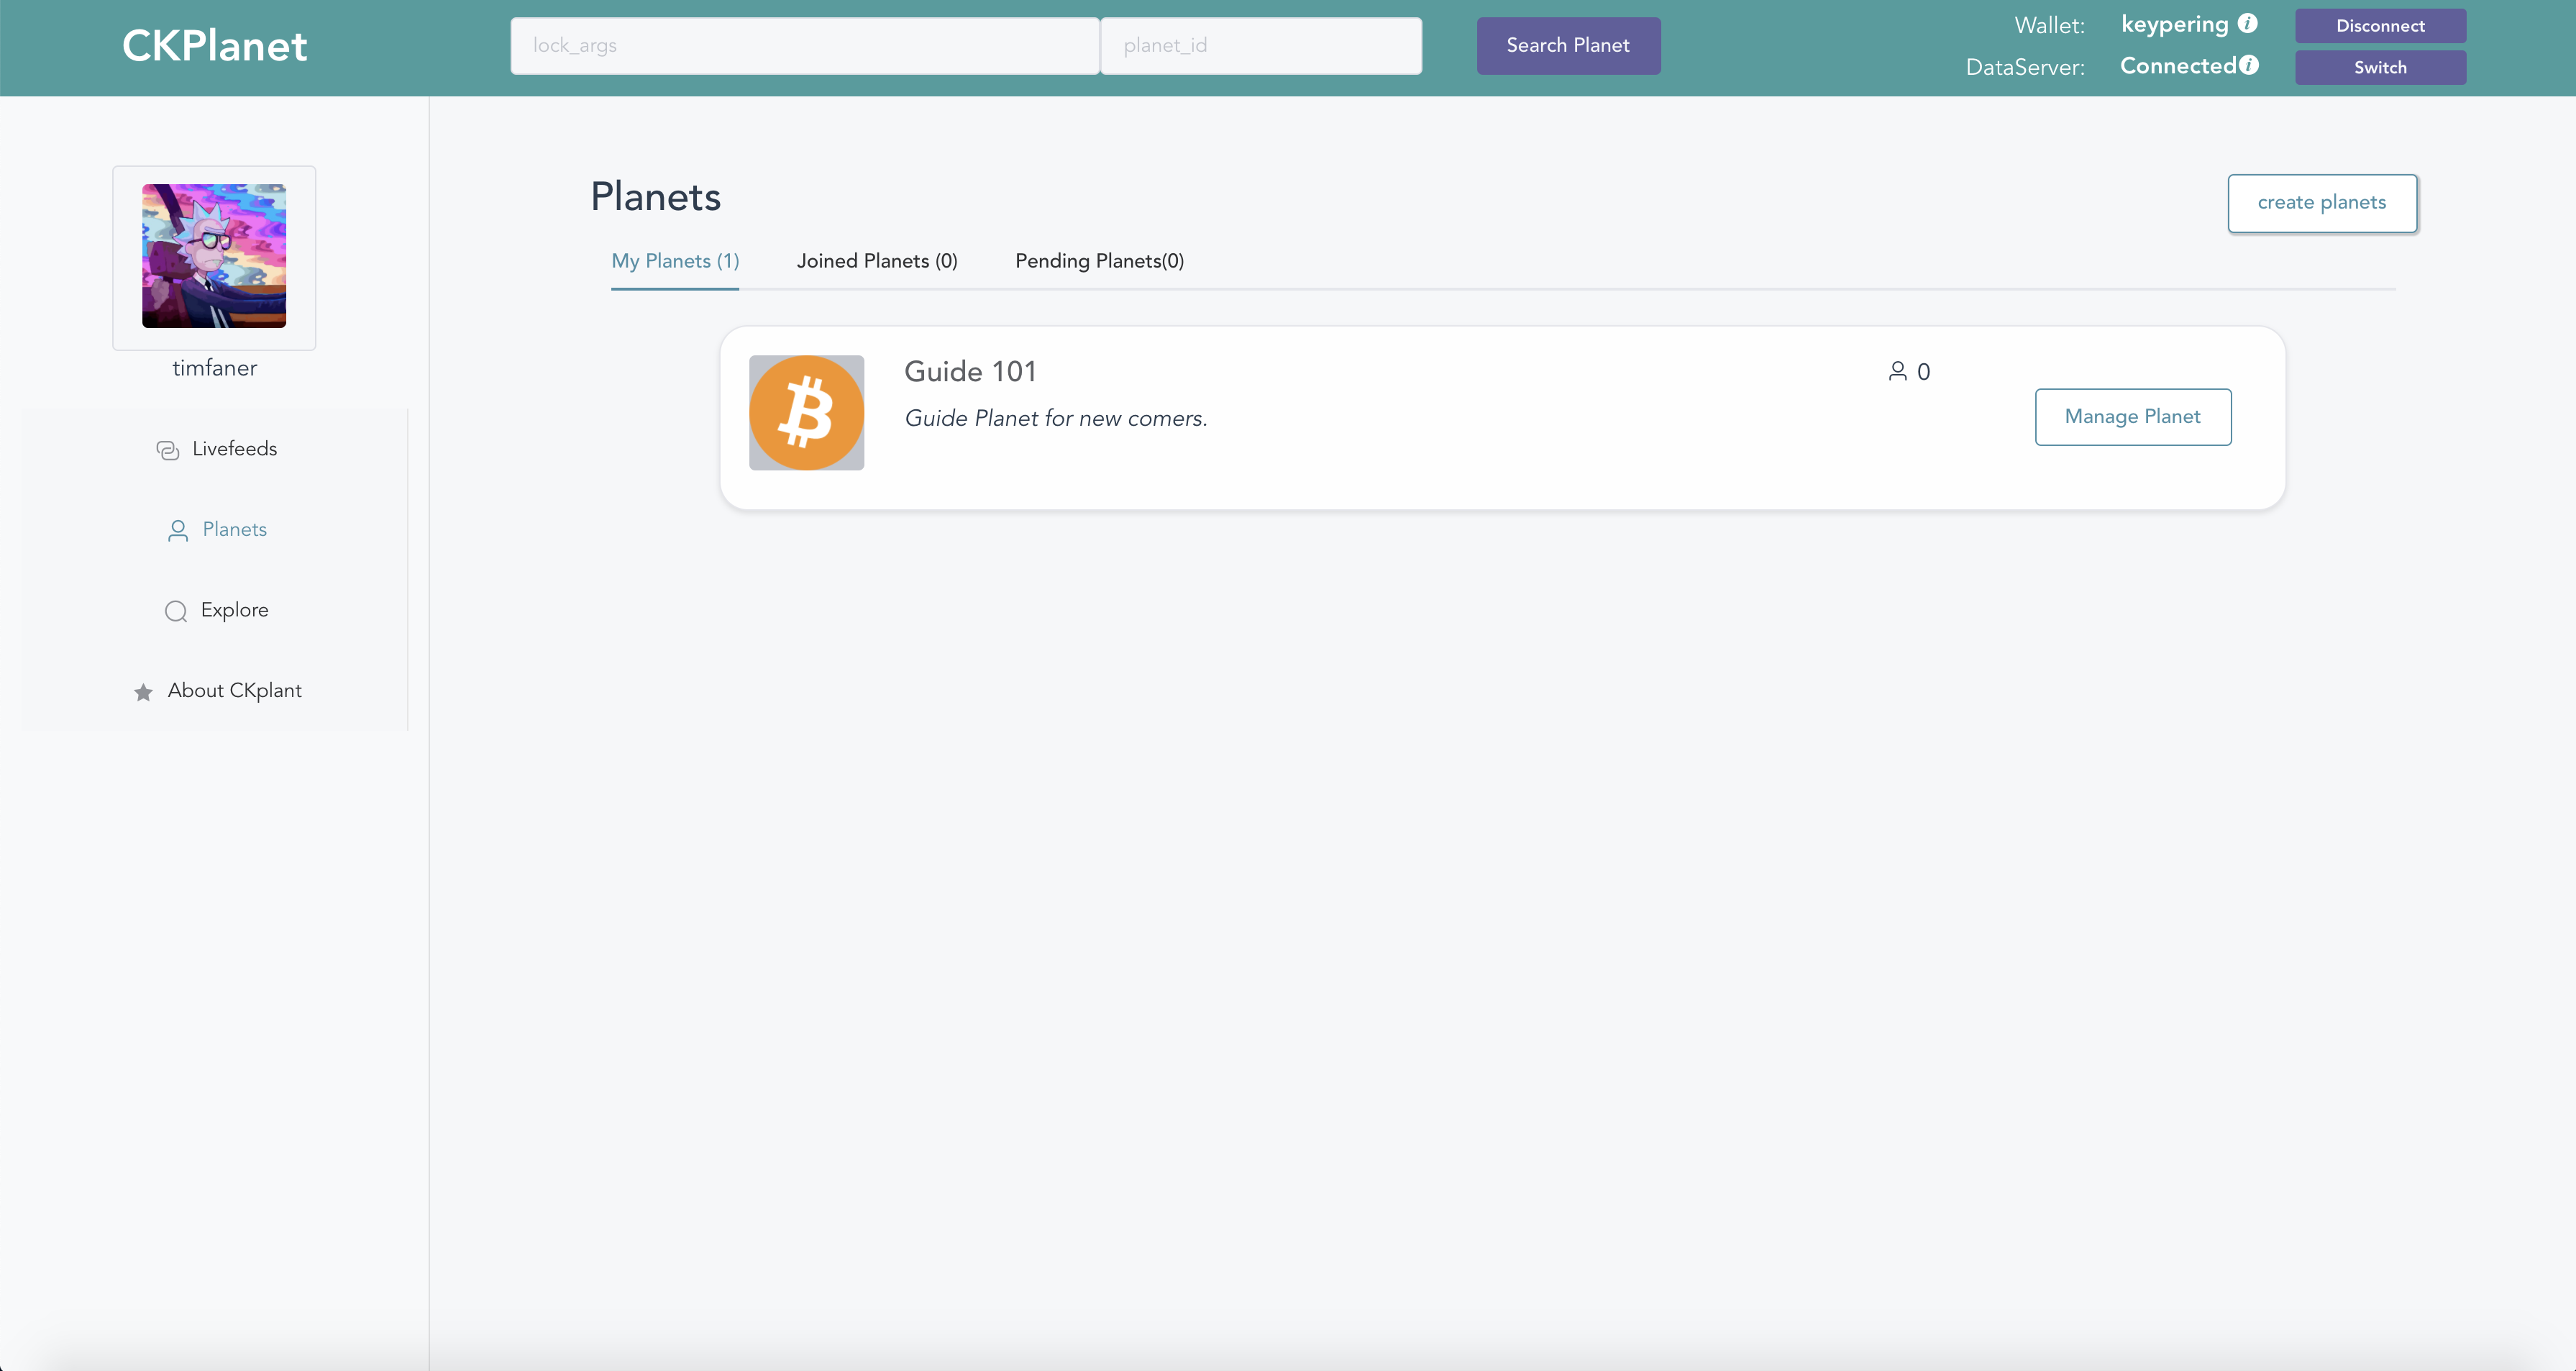 CKPlanet
lock_args
planet_id
Search Planet
Wallet: keypering Disconnect
DataServer: Connected Switch
timfaner
Livefeeds
Planets
Explore
About CKplant
Planets
create planets
My Planets (1)
Joined Planets (0)
Pending Planets(0)
Guide 101
0
Guide Planet for new comers.
Manage Planet